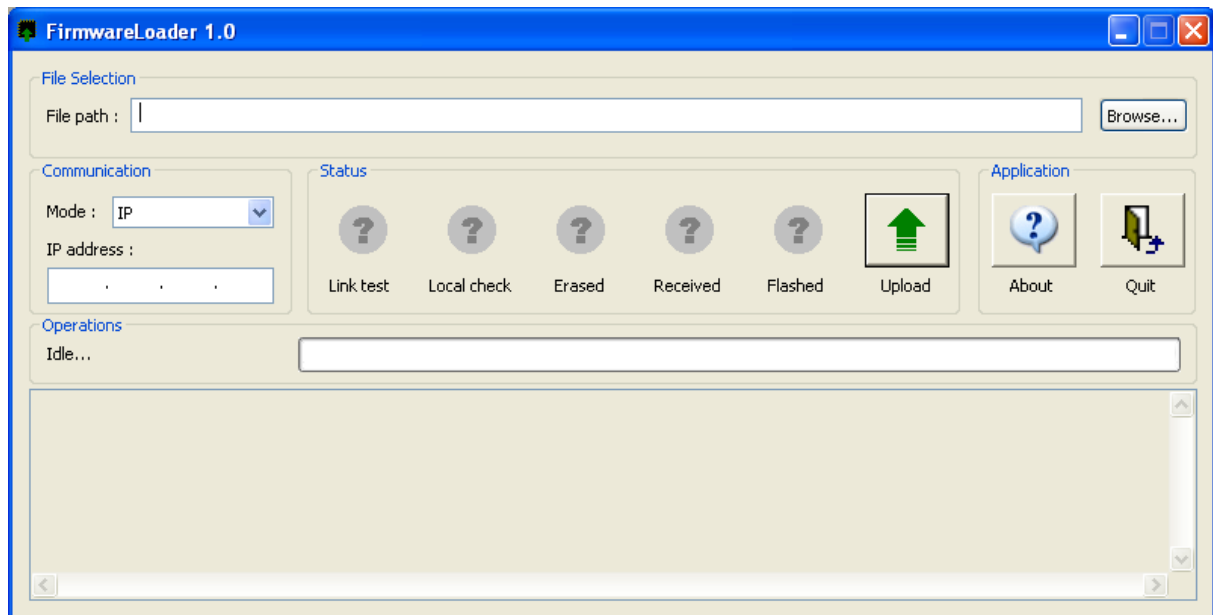 FirmwareLoader 1.0
File Selection
File path :
Browse...
Communication
Status
Application
Mode :
IP
IP address :
. . .
Link test
Local check
Erased
Received
Flashed
Upload
About
Quit
Operations
Idle...